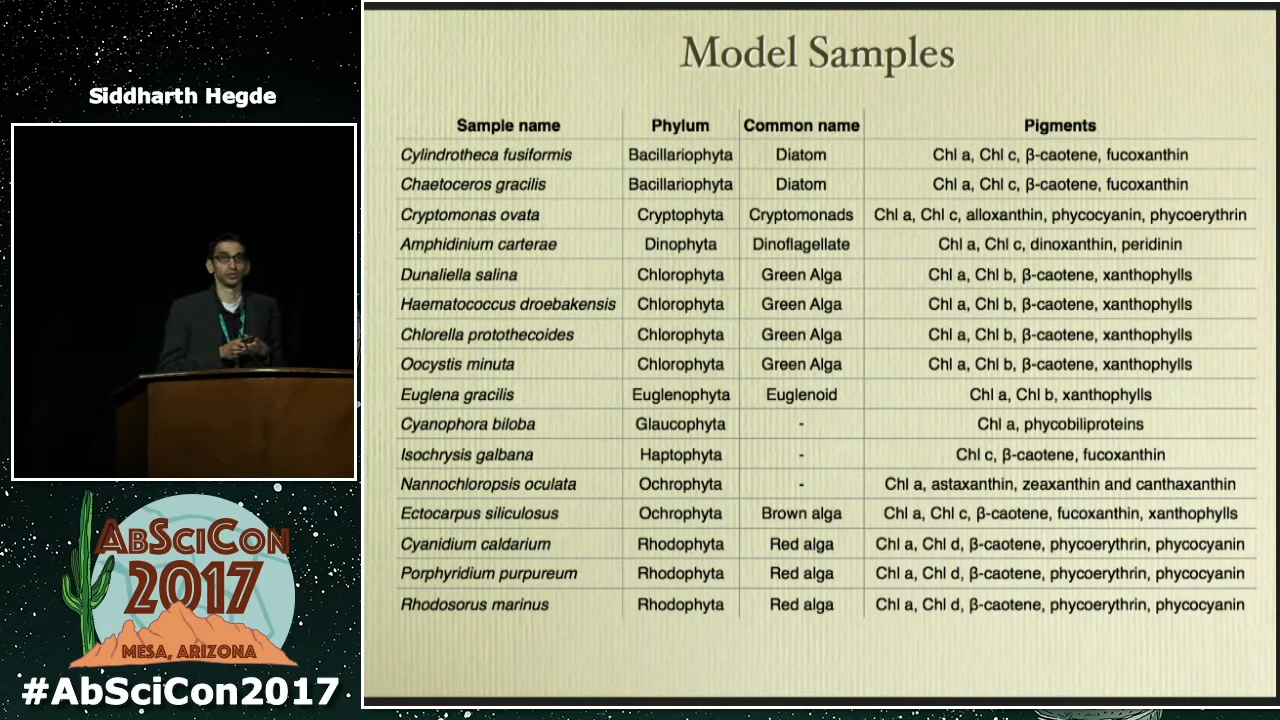 Siddharth Hegde
Model Samples
Sample name Phylum Common name Pigments
Cylindrotheca fusiformis Bacillariophyta Diatom Chl a, Chl c, β-caotene, fucoxanthin
Chaetoceros gracilis Bacillariophyta Diatom Chl a, Chl c, β-caotene, fucoxanthin
Cryptomonas ovata Cryptophyta Cryptomonads Chl a, Chl c, alloxanthin, phycocyanin, phycoerythrin
Amphidinium carterae Dinophyta Dinoflagellate Chl a, Chl c, dinoxanthin, peridinin
Dunaliella salina Chlorophyta Green Alga Chl a, Chl b, β-caotene, xanthophylls
Haematococcus droebakensis Chlorophyta Green Alga Chl a, Chl b, β-caotene, xanthophylls
Chlorella protothecoides Chlorophyta Green Alga Chl a, Chl b, β-caotene, xanthophylls
Oocystis minuta Chlorophyta Green Alga Chl a, Chl b, β-caotene, xanthophylls
Euglena gracilis Euglenophyta Euglenoid Chl a, Chl b, xanthophylls
Cyanophora biloba Glaucophyta - Chl a, phycobiliproteins
Isochrysis galbana Haptophyta - Chl c, β-caotene, fucoxanthin
Nannochloropsis oculata Ochrophyta - Chl a, astaxanthin, zeaxanthin and canthaxanthin
Ectocarpus siliculosus Ochrophyta Brown alga Chl a, Chl c, β-caotene, fucoxanthin, xanthophylls
Cyanidium caldarium Rhodophyta Red alga Chl a, Chl d, β-caotene, phycoerythrin, phycocyanin
Porphyridium purpureum Rhodophyta Red alga Chl a, Chl d, β-caotene, phycoerythrin, phycocyanin
Rhodosorus marinus Rhodophyta Red alga Chl a, Chl d, β-caotene, phycoerythrin, phycocyanin
AbSciCon
2017
MESA, ARIZONA
#AbSciCon2017